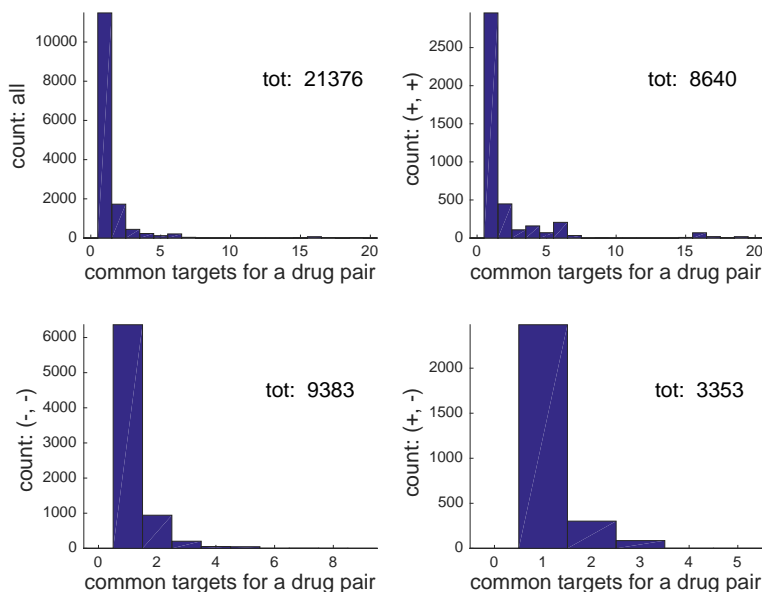 10000
8000
6000
4000
2000
0
count: all
tot: 21376
0 5 10 15 20
common targets for a drug pair
2500
2000
1500
1000
500
0
count: (+, +)
tot: 8640
0 5 10 15 20
common targets for a drug pair
6000
5000
4000
3000
2000
1000
0
count: (-, -)
tot: 9383
0 2 4 6 8
common targets for a drug pair
2000
1500
1000
500
0
count: (+, -)
tot: 3353
0 1 2 3 4 5
common targets for a drug pair